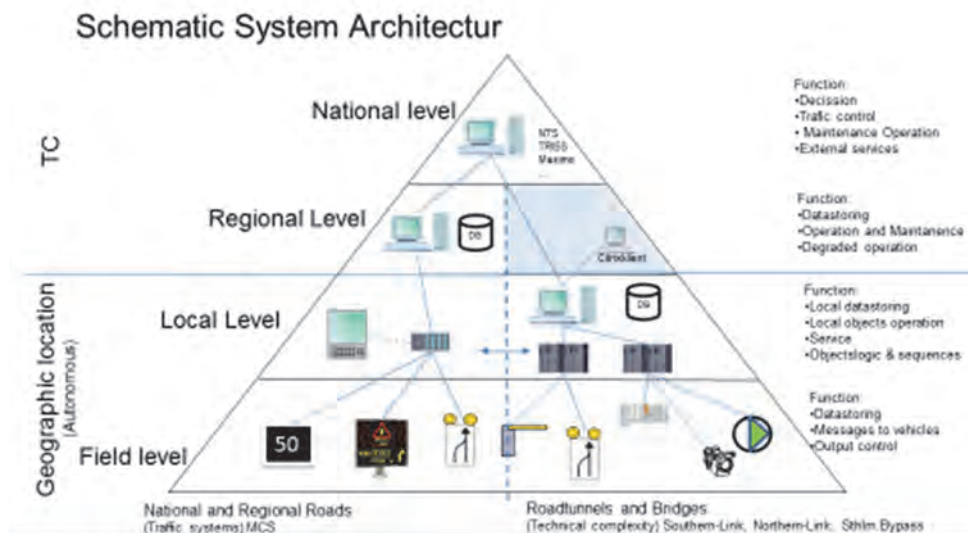 Schematic System Architectur
TC
National level
NTS
TRISS
Maximo
...
Function:
•Decission
•Trafic control
• Maintenance Operation
•External services
Regional Level
DB
Citrixklient
Function:
•Datastoring
•Operation and Maintanence
•Degraded operation
Geographic location
(Autonomous)
Local Level
DB
Function:
•Local datastoring
•Local objects operation
•Service
•Objectslogic & sequences
Field level
50
Function:
•Datastoring
•Messages to vehicles
•Output control
National and Regional Roads
(Traffic systems) MCS
Roadtunnels and Bridges
(Technical complexity) Southern-Link, Northern-Link, Sthlm.Bypass